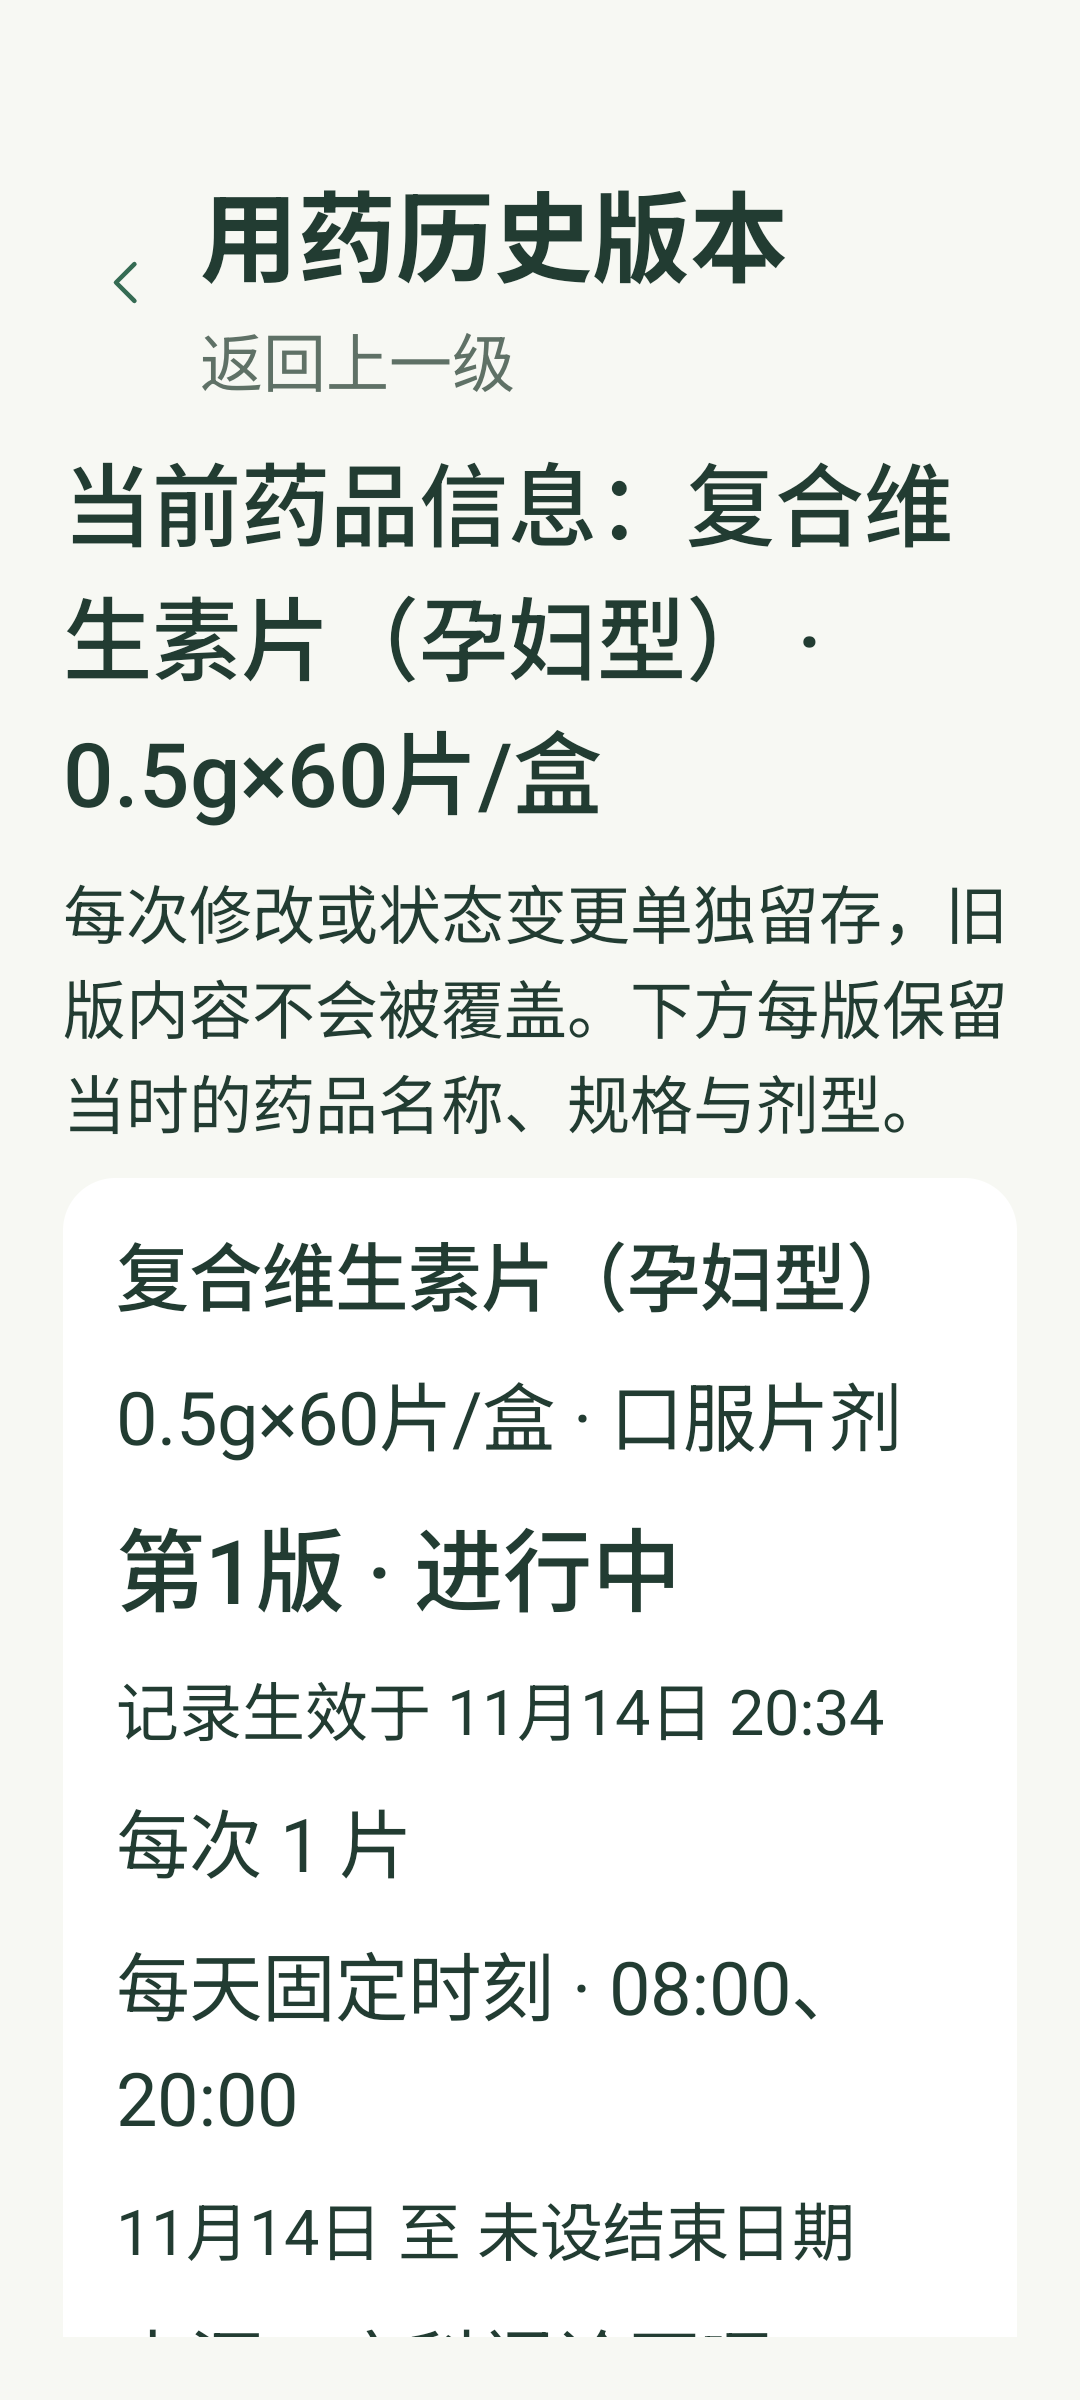 用药历史版本
返回上一级
当前药品信息：复合维
生素片（孕妇型） ·
0.5g×60片/盒
每次修改或状态变更单独留存，旧
版内容不会被覆盖。下方每版保留
当时的药品名称、规格与剂型。
复合维生素片（孕妇型）
0.5g×60片/盒 · 口服片剂
第1版 · 进行中
记录生效于 11月14日 20:34
每次 1 片
每天固定时刻 · 08:00、
20:00
11月14日 至 未设结束日期